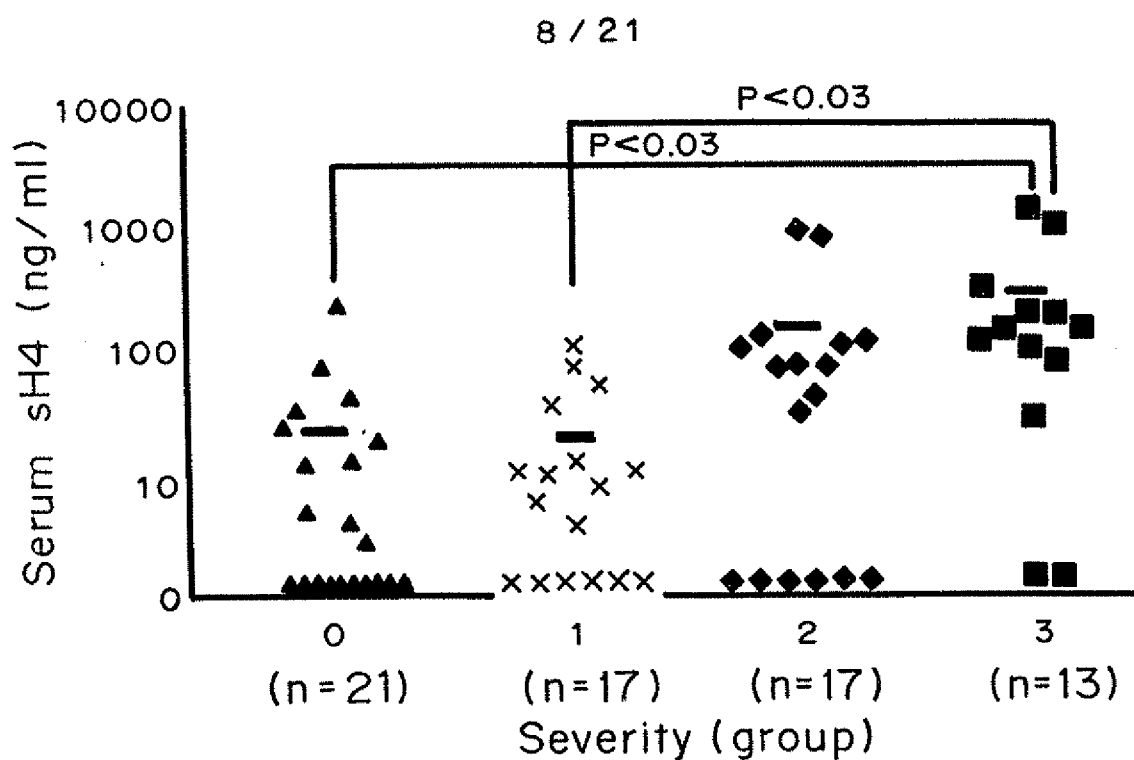 8 / 21
P<0.03
P<0.03
Serum sH4 (ng/ml)
10000
1000
100
10
0
0 1 2 3
(n=21) (n=17) (n=17) (n=13)
Severity (group)